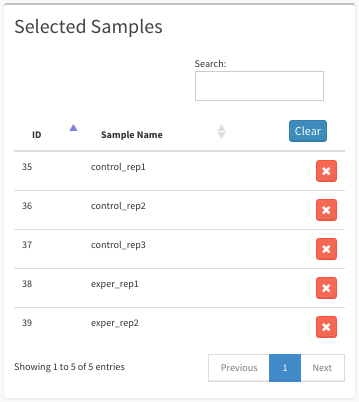 Selected Samples
Search:
ID Sample Name Clear
35 control_rep1
36 control_rep2
37 control_rep3
38 exper_rep1
39 exper_rep2
Showing 1 to 5 of 5 entries Previous 1 Next